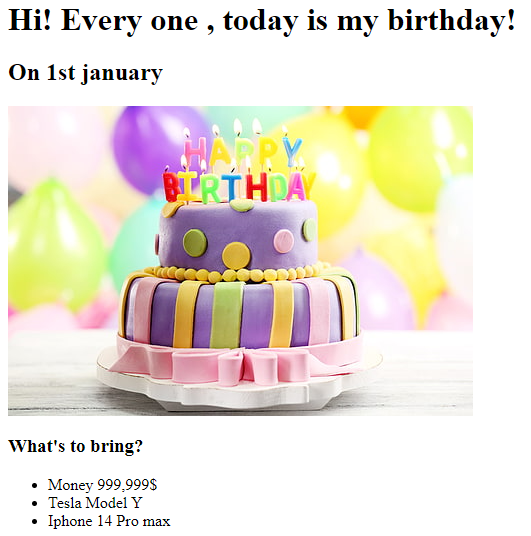 Hi! Every one , today is my birthday!
On 1st january
HAPPY
BIRTHDAY
What's to bring?
Money 999,999$
Tesla Model Y
Iphone 14 Pro max